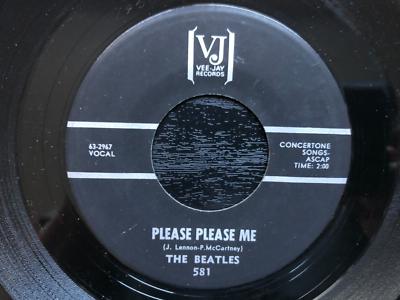 VJ
VEE-JAY
RECORDS
63-2967
VOCAL
CONCERTONE
SONGS-
ASCAP
TIME: 2:00
PLEASE PLEASE ME
(J. Lennon-P. McCartney)
THE BEATLES
581